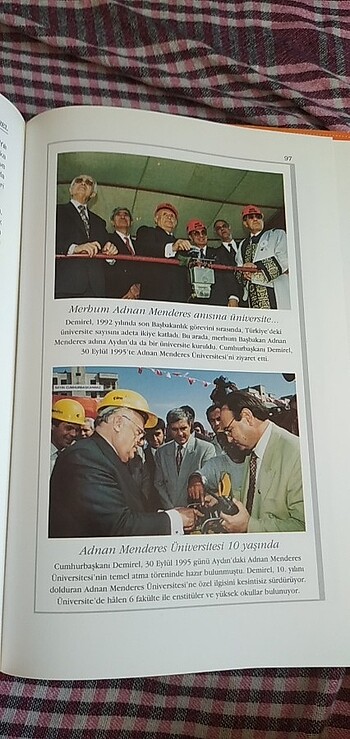 97
Merhum Adnan Menderes anısına üniversite...
Demirel, 1992 yılında son Başbakanlık görevini sırasında, Türkiye'deki
üniversite sayısını adeta ikiye katladı. Bu arada, merhum Başbakan Adnan
Menderes adına Aydın'da da bir üniversite kuruldu. Cumhurbaşkanı Demirel,
30 Eylül 1995'te Adnan Menderes Üniversitesi'ni ziyaret etti.
Adnan Menderes Üniversitesi 10 yaşında
Cumhurbaşkanı Demirel, 30 Eylül 1995 günü Aydın'daki Adnan Menderes
Üniversitesi'nin temel atma töreninde hazır bulunmuştu. Demirel, 10. yılını
dolduran Adnan Menderes Üniversitesi'ne özel ilgisini kesintisiz sürdürüyor.
Üniversite'de hâlen 6 fakülte ile enstitüler ve yüksek okullar bulunuyor.